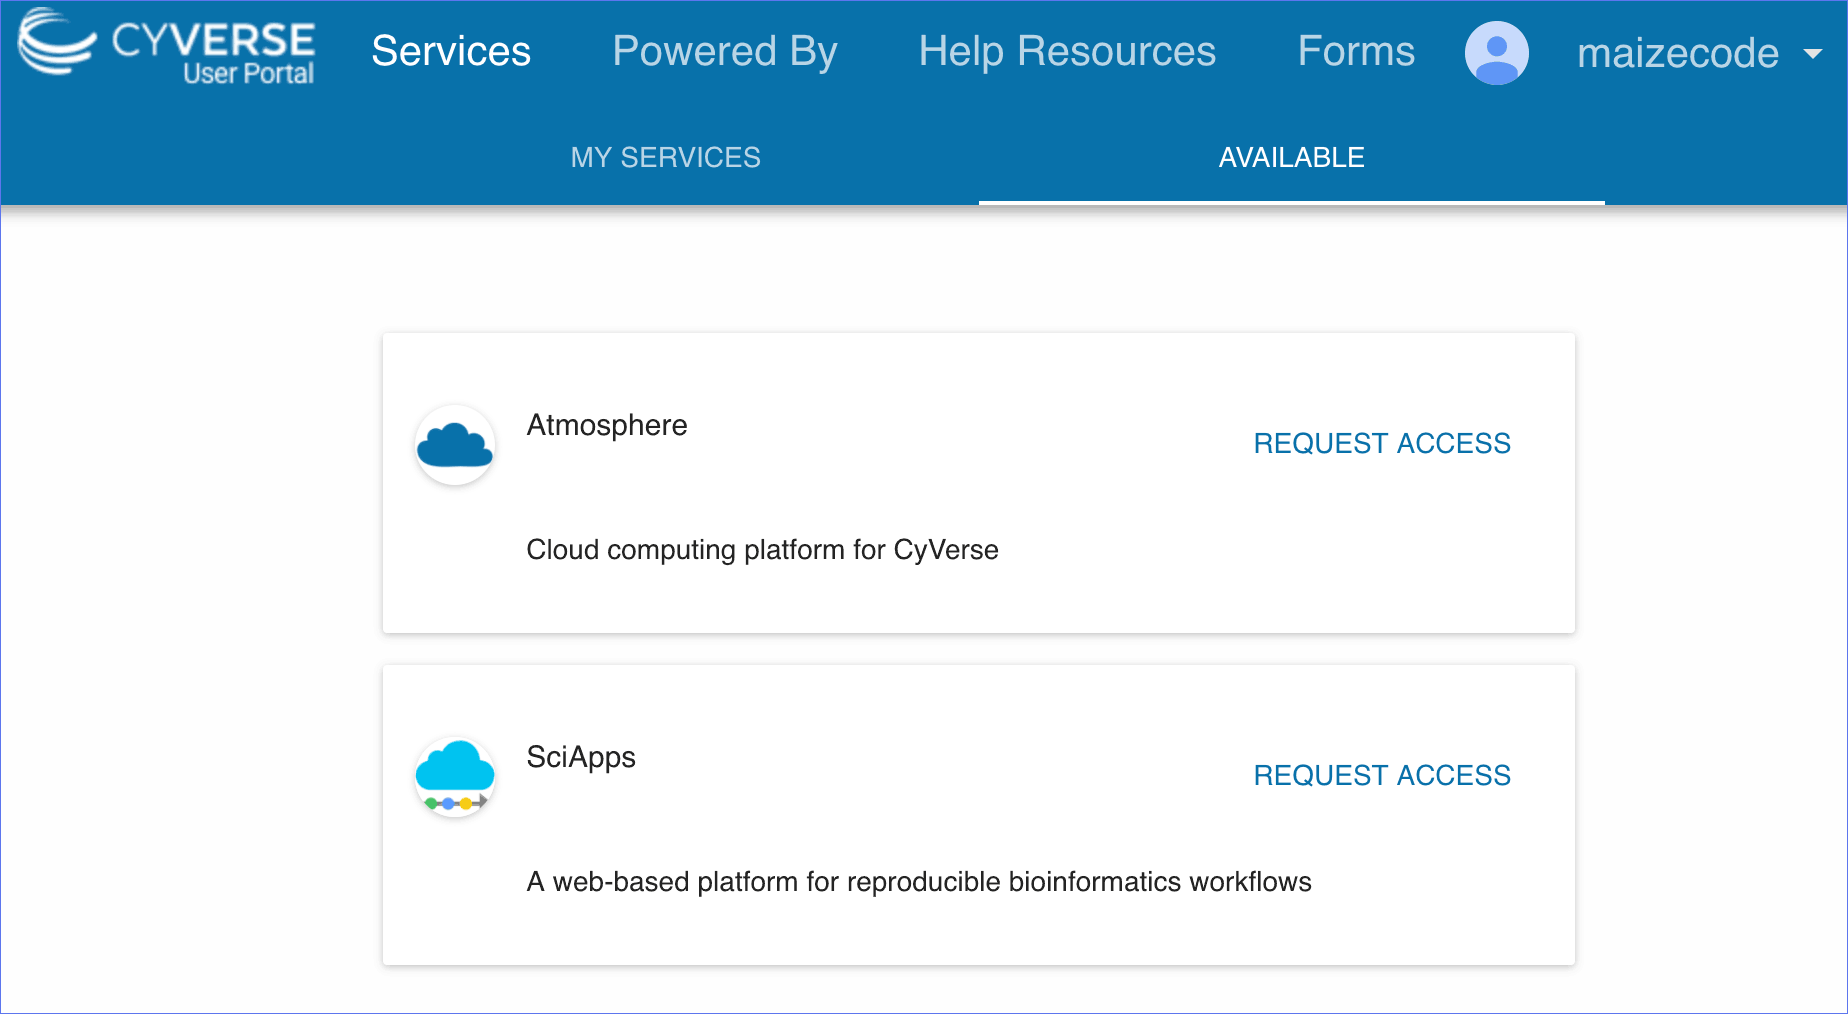 CYVERSE
User Portal
Services
Powered By
Help Resources
Forms
maizecode
MY SERVICES
AVAILABLE
Atmosphere
REQUEST ACCESS
Cloud computing platform for CyVerse
SciApps
REQUEST ACCESS
A web-based platform for reproducible bioinformatics workflows